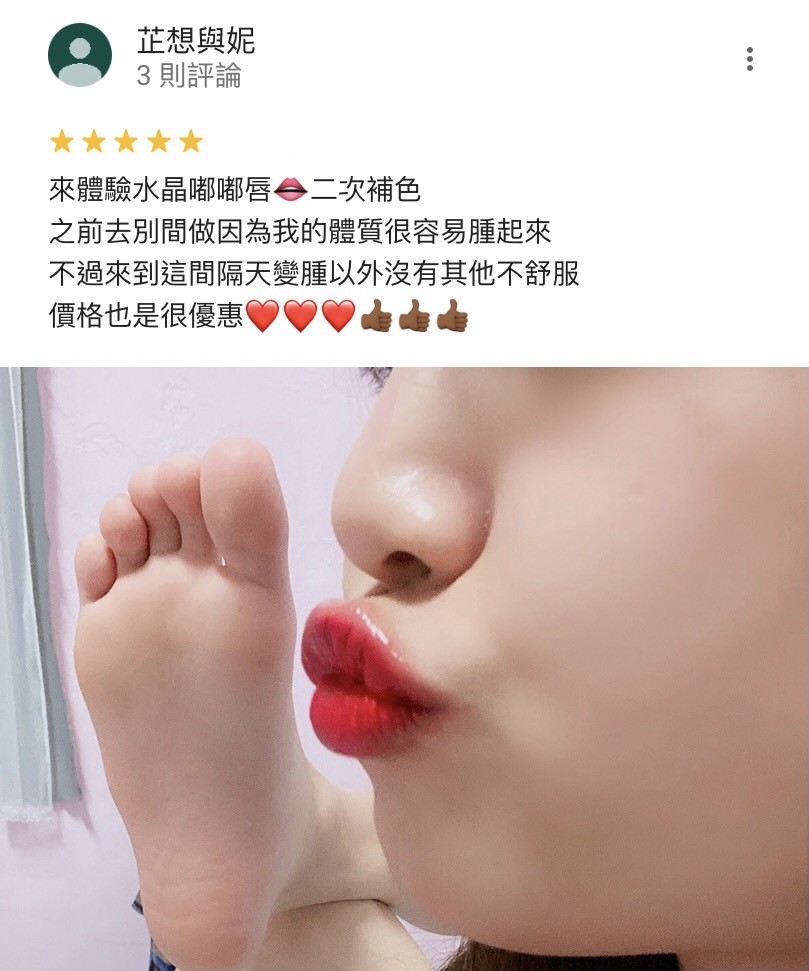 芷想與妮
3 則評論
來體驗水晶嘟嘟唇👄二次補色
之前去別間做因為我的體質很容易腫起來
不過來到這間隔天變腫以外沒有其他不舒服
價格也是很優惠❤️❤️❤️👍🏾👍🏾👍🏾